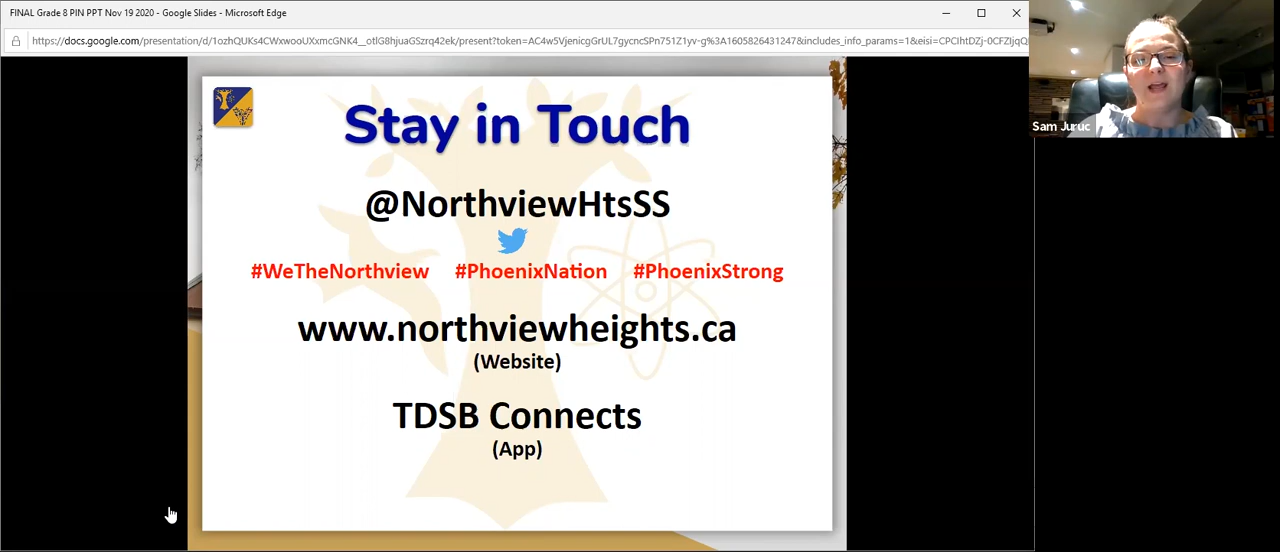 FINAL Grade 8 PIN PPT Nov 19 2020 - Google Slides - Microsoft Edge
Stay in Touch
@NorthviewHtsSS
#WeTheNorthview #PhoenixNation #PhoenixStrong
www.northviewheights.ca
(Website)
TDSB Connects
(App)
Sam Juruc